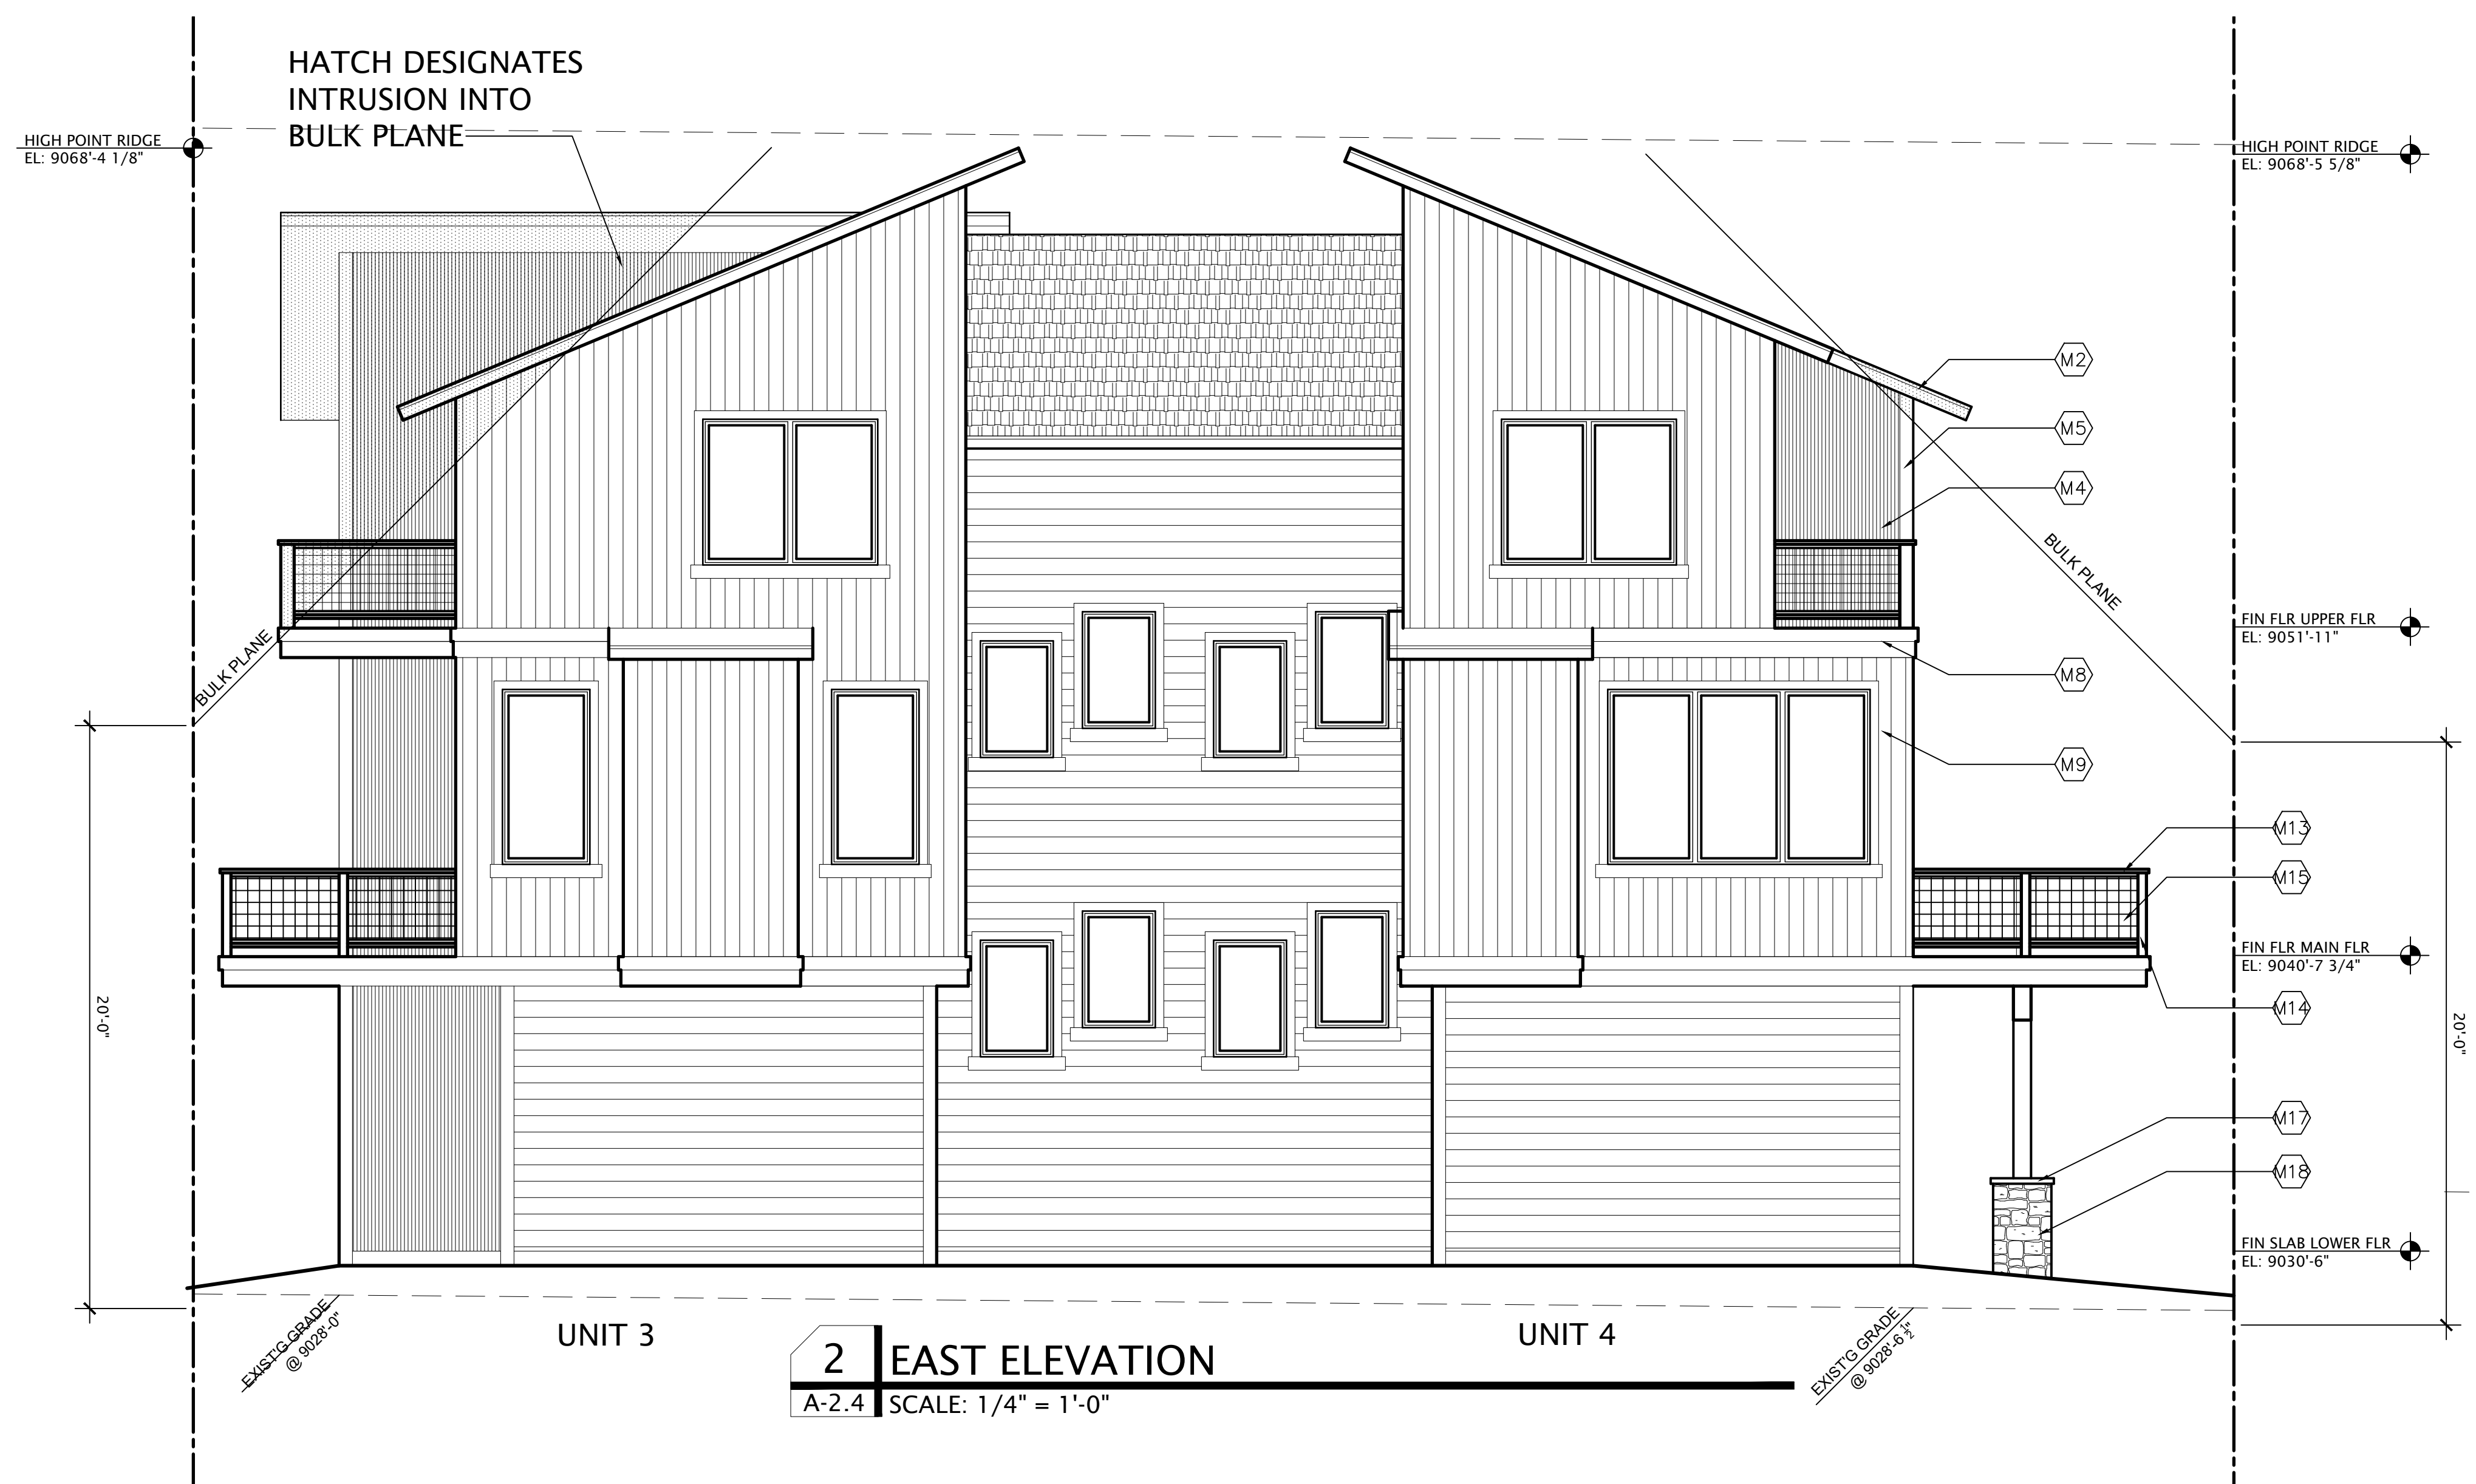 HATCH DESIGNATES
INTRUSION INTO
BULK PLANE
HIGH POINT RIDGE
EL: 9068'-4 1/8"
HIGH POINT RIDGE
EL: 9068'-5 5/8"
M2
M5
M4
BULK PLANE
BULK PLANE
FIN FLR UPPER FLR
EL: 9051'-11"
M8
M9
M13
M15
FIN FLR MAIN FLR
EL: 9040'-7 3/4"
M14
20'-0"
20'-0"
M17
M18
FIN SLAB LOWER FLR
EL: 9030'-6"
EXIST'G GRADE
@ 9028'-0"
UNIT 3
UNIT 4
EXIST'G GRADE
@ 9028'-6 ½"
2
EAST ELEVATION
A-2.4
SCALE: 1/4" = 1'-0"